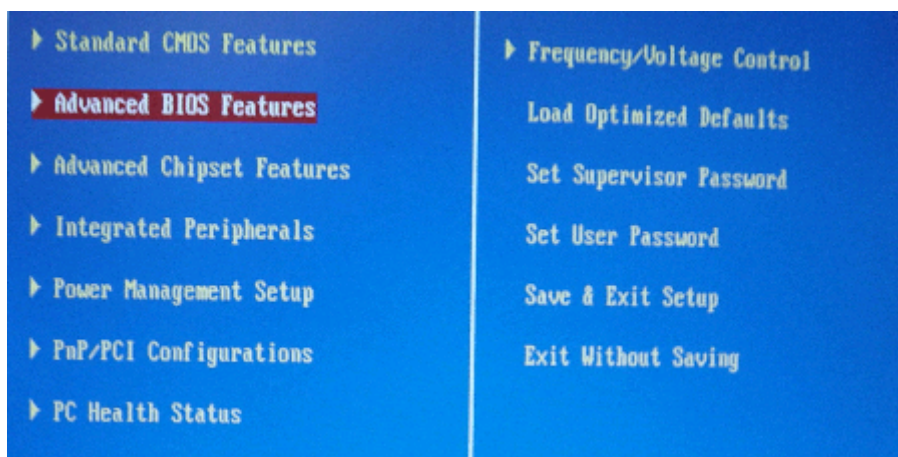 Standard CMOS Features
Advanced BIOS Features
Advanced Chipset Features
Integrated Peripherals
Power Management Setup
PnP/PCI Configurations
PC Health Status
Frequency/Voltage Control
Load Optimized Defaults
Set Supervisor Password
Set User Password
Save & Exit Setup
Exit Without Saving